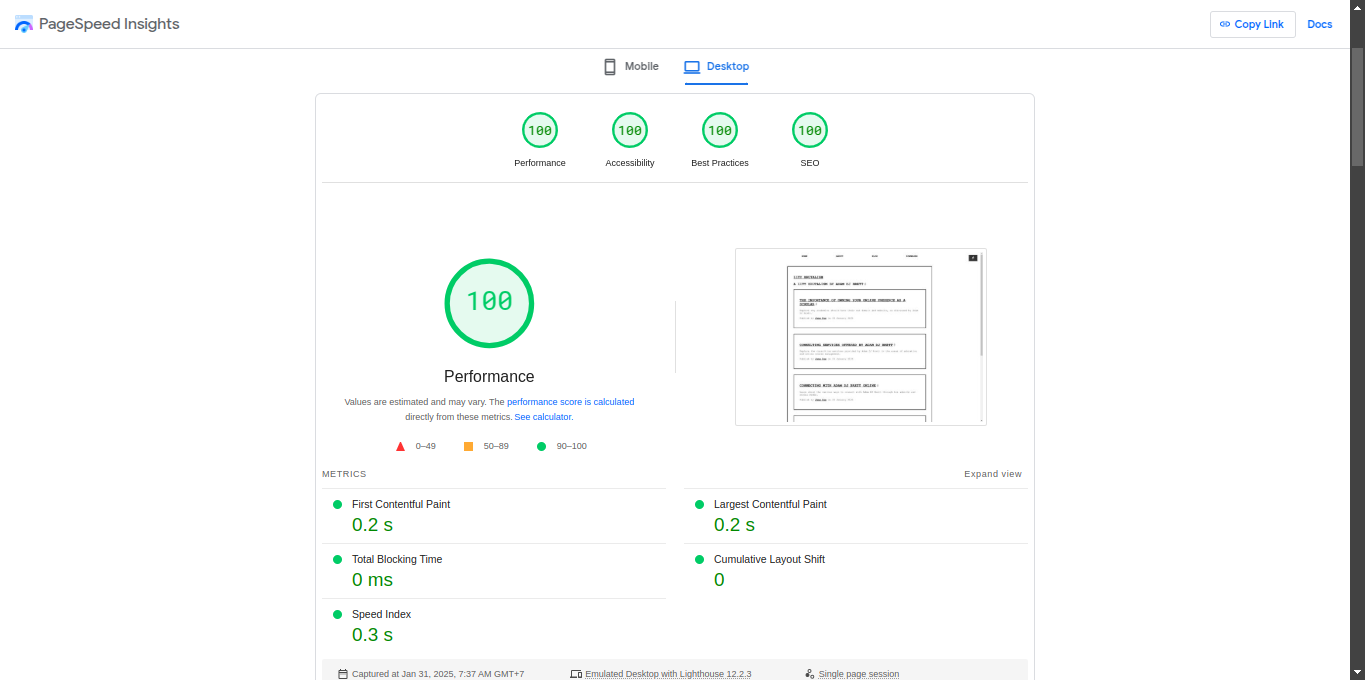 PageSpeed Insights
Copy Link
Docs
Mobile
Desktop
100
100
100
100
Performance
Accessibility
Best Practices
SEO
100
Performance
Values are estimated and may vary. The performance score is calculated
directly from these metrics. See calculator.
0–49
50–89
90–100
METRICS
Expand view
First Contentful Paint
0.2 s
Largest Contentful Paint
0.2 s
Total Blocking Time
0 ms
Cumulative Layout Shift
0
Speed Index
0.3 s
Captured at Jan 31, 2025, 7:37 AM GMT+7
Emulated Desktop with Lighthouse 12.2.3
Single page session